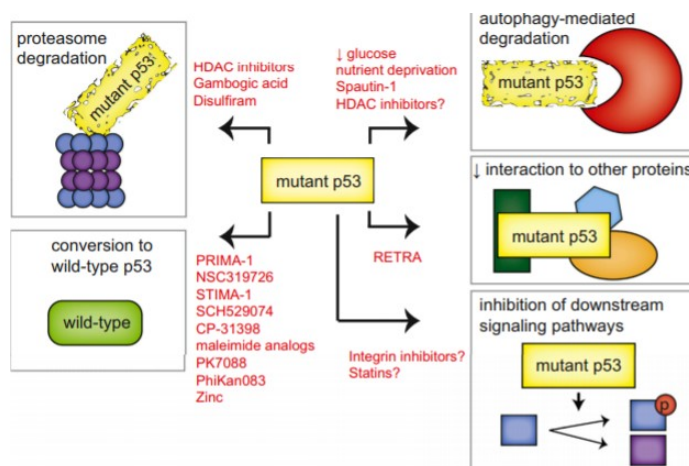 proteasome
degradation
mutant p53
HDAC inhibitors
Gambogic acid
Disulfiram
↓ glucose
nutrient deprivation
Spautin-1
HDAC inhibitors?
autophagy-mediated
degradation
mutant p53
mutant p53
↓ interaction to other proteins
mutant p53
RETRA
conversion to
wild-type p53
wild-type
PRIMA-1
NSC319726
STIMA-1
SCH529074
CP-31398
maleimide analogs
PK7088
PhiKan083
Zinc
Integrin inhibitors?
Statins?
inhibition of downstream
signaling pathways
mutant p53
p